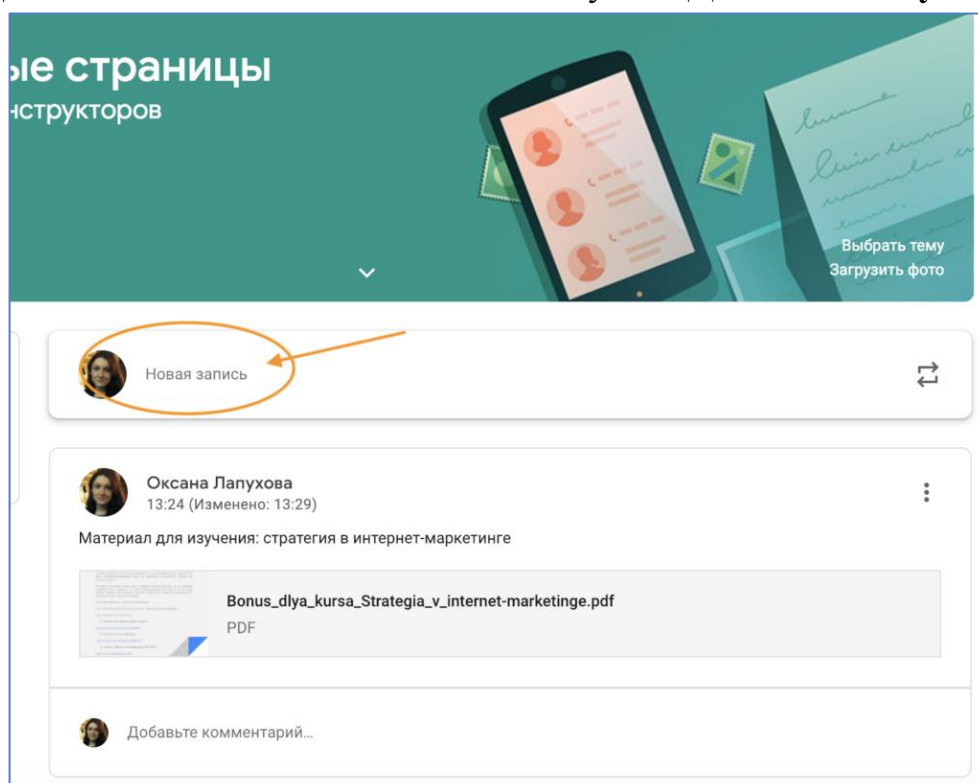 ые страницы
нструкторов
Выбрать тему
Загрузить фото
Новая запись
Оксана Лапухова
13:24 (Изменено: 13:29)
Материал для изучения: стратегия в интернет-маркетинге
Bonus_dlya_kursa_Strategia_v_internet-marketinge.pdf
PDF
Добавьте комментарий...